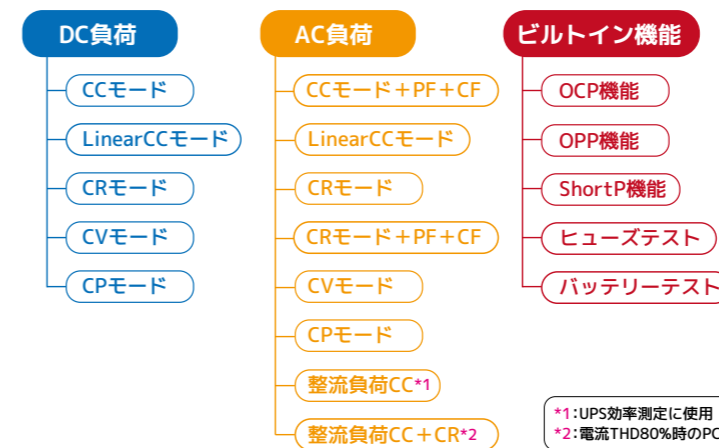 DC負荷
CCモード
LinearCCモード
CRモード
CVモード
CPモード
AC負荷
CCモード＋PF＋CF
LinearCCモード
CRモード
CRモード＋PF＋CF
CVモード
CPモード
整流負荷CC*1
整流負荷CC＋CR*2
ビルトイン機能
OCP機能
OPP機能
ShortP機能
ヒューズテスト
バッテリーテスト
*1：UPS効率測定に使用
*2：電流THD80%時のPC